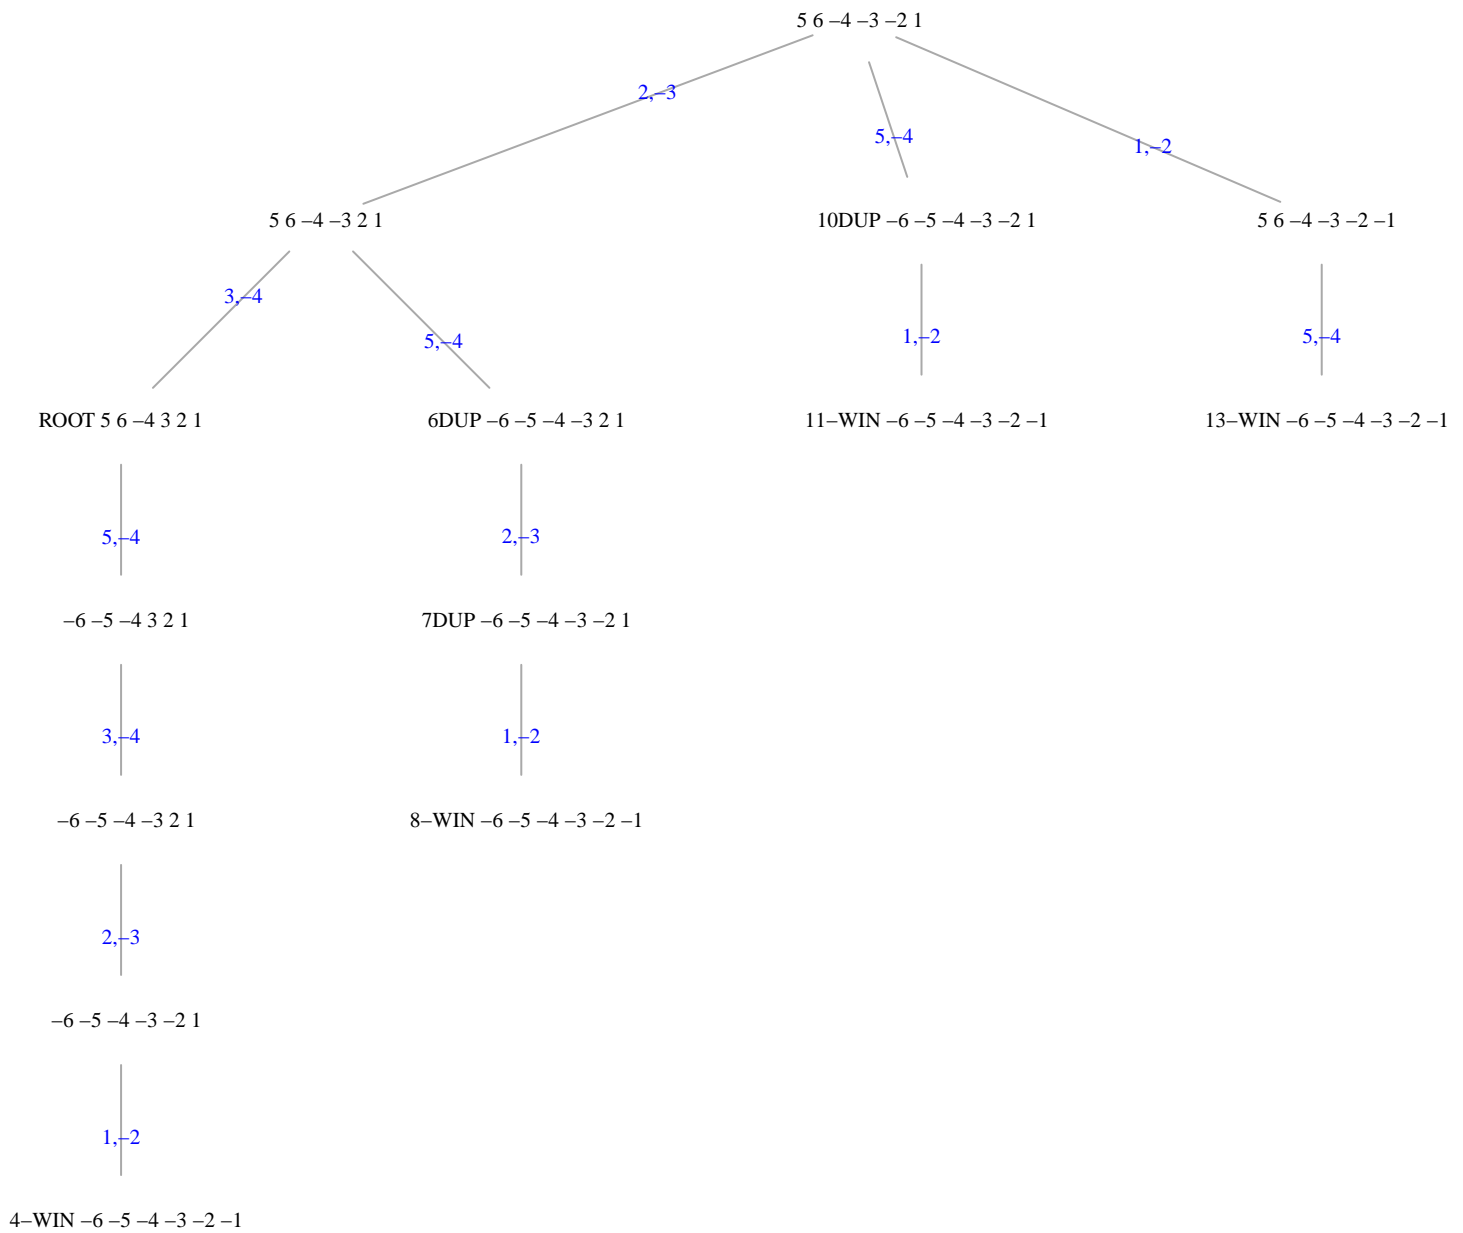 5 6 –4 –3 –2 1
2,–3
5,–4
1,–2
5 6 –4 –3 2 1
10DUP –6 –5 –4 –3 –2 1
5 6 –4 –3 –2 –1
3,–4
5,–4
1,–2
5,–4
ROOT 5 6 –4 3 2 1
6DUP –6 –5 –4 –3 2 1
11–WIN –6 –5 –4 –3 –2 –1
13–WIN –6 –5 –4 –3 –2 –1
5,–4
2,–3
–6 –5 –4 3 2 1
7DUP –6 –5 –4 –3 –2 1
3,–4
1,–2
–6 –5 –4 –3 2 1
8–WIN –6 –5 –4 –3 –2 –1
2,–3
–6 –5 –4 –3 –2 1
1,–2
4–WIN –6 –5 –4 –3 –2 –1